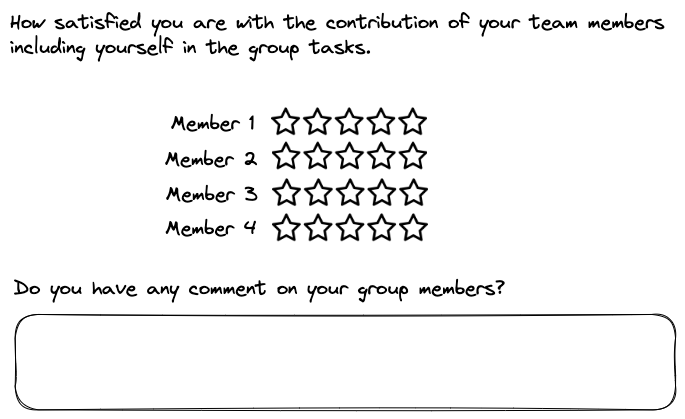 How satisfied you are with the contribution of your team members
including yourself in the group tasks.
Member 1
Member 2
Member 3
Member 4
Do you have any comment on your group members?